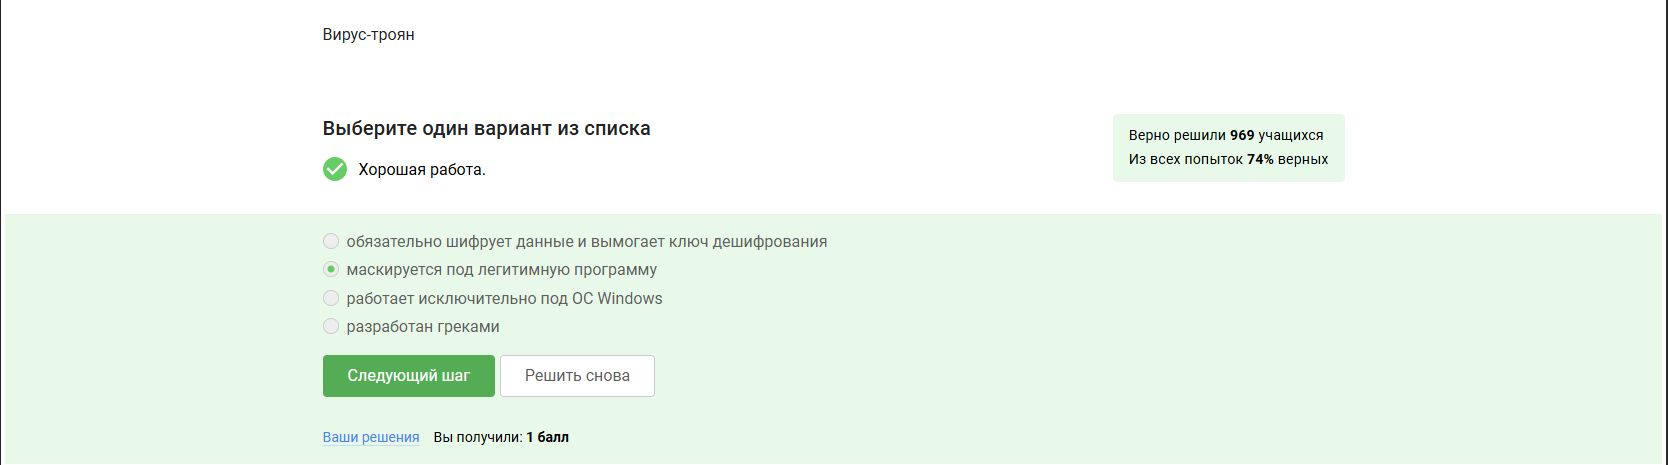 Вирус-троян
Выберите один вариант из списка
Хорошая работа.
Верно решили 969 учащихся
Из всех попыток 74% верных
обязательно шифрует данные и вымогает ключ дешифрования
маскируется под легитимную программу
работает исключительно под ОС Windows
разработан греками
Следующий шаг
Решить снова
Ваши решения Вы получили: 1 балл